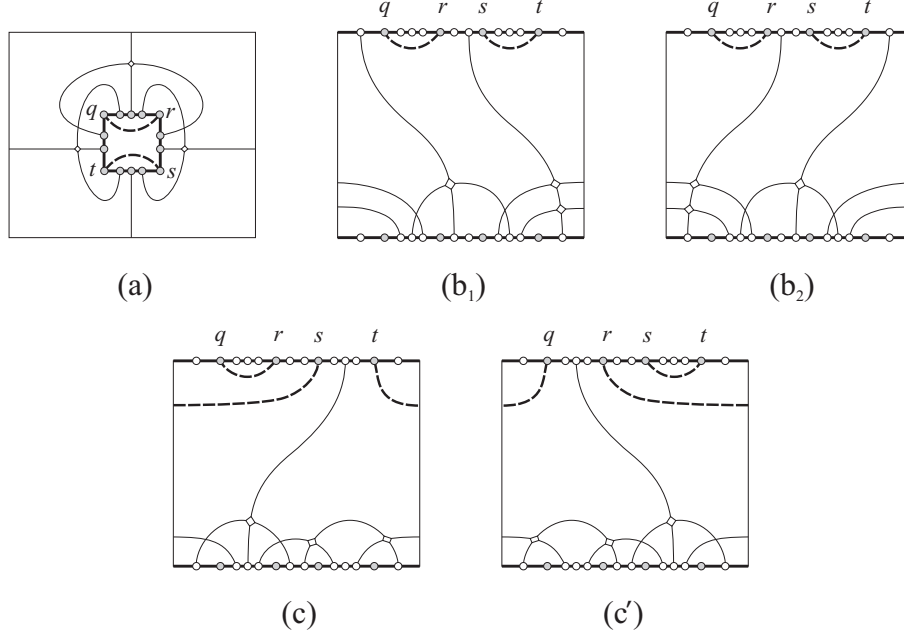 q r s t
q r s t
q r
t s
(a)
(b₁)
(b₂)
q r s t
q r s t
(c)
(c′)